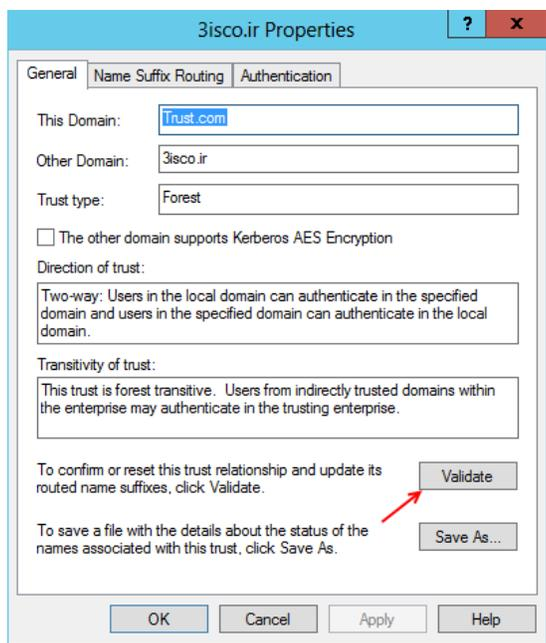 3isco.ir Properties
?
x
General
Name Suffix Routing
Authentication
This Domain:
Trust.com
Other Domain:
3isco.ir
Trust type:
Forest
The other domain supports Kerberos AES Encryption
Direction of trust:
Two-way: Users in the local domain can authenticate in the specified
domain and users in the specified domain can authenticate in the local
domain.
Transitivity of trust:
This trust is forest transitive. Users from indirectly trusted domains within
the enterprise may authenticate in the trusting enterprise.
To confirm or reset this trust relationship and update its
routed name suffixes, click Validate.
Validate
To save a file with the details about the status of the
names associated with this trust, click Save As.
Save As...
OK
Cancel
Apply
Help